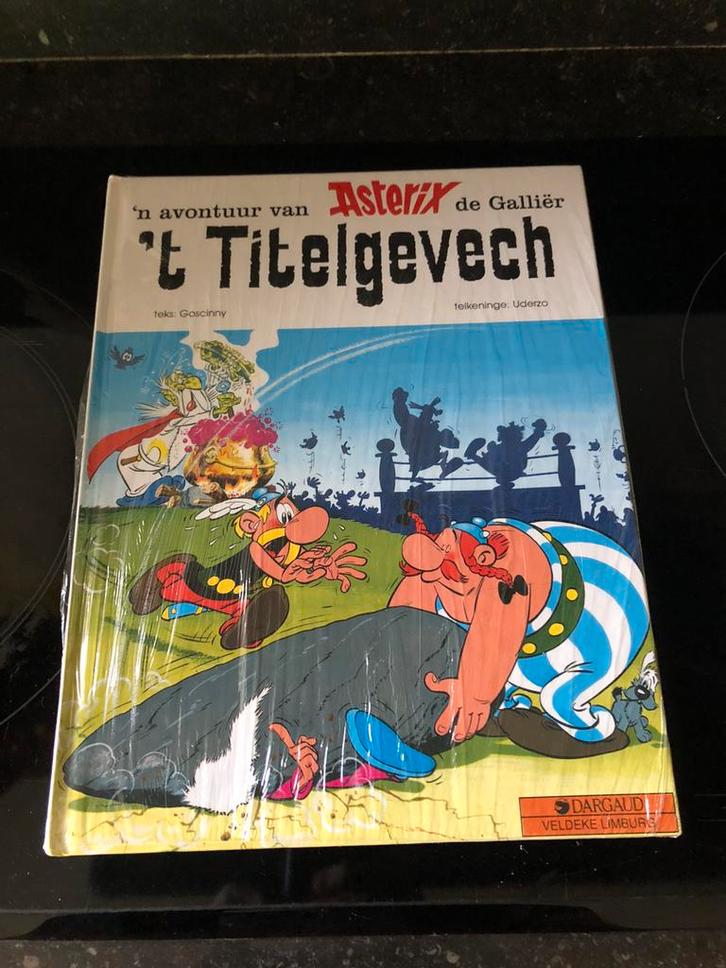 'n avontuur van Asterix de Galliër
't Titelgevech
teks: Goscinny
teikeninge: Uderzo
DARGAUD
VELDEKE LIMBURG